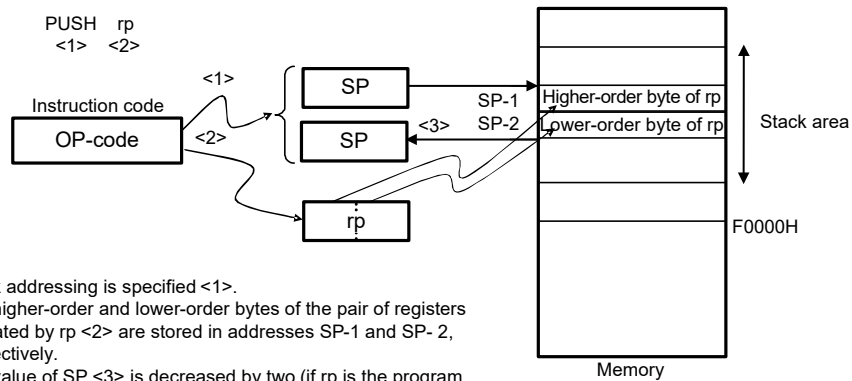 PUSH rp
<1> <2>
<1>
Instruction code
OP-code
<2>
SP
SP
rp
<3>
SP-1
SP-2
Higher-order byte of rp
Lower-order byte of rp
Stack area
F0000H
Memory
addressing is specified <1>.
higher-order and lower-order bytes of the pair of registers
ated by rp <2> are stored in addresses SP-1 and SP- 2,
ectively.
value of SP <3> is decreased by two (if rp is the program